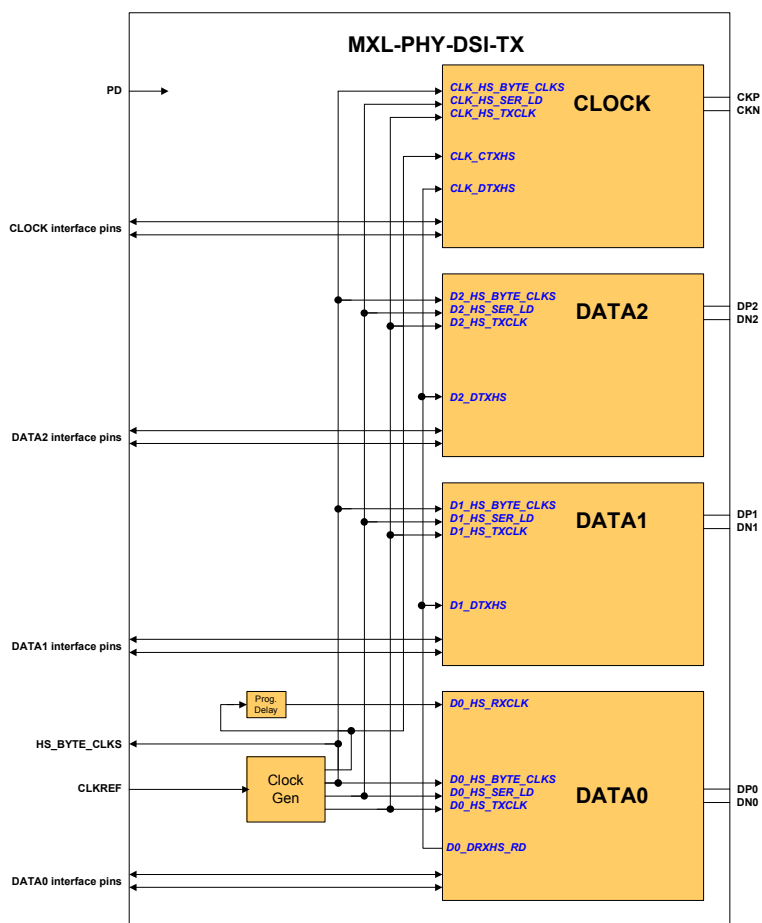 MXL-PHY-DSI-TX
PD
CLK_HS_BYTE_CLKS
CLK_HS_SER_LD
CLK_HS_TXCLK
CLOCK
CKP
CKN
CLK_CTXHS
CLK_DTXHS
CLOCK interface pins
D2_HS_BYTE_CLKS
D2_HS_SER_LD
D2_HS_TXCLK
DATA2
DP2
DN2
D2_DTXHS
DATA2 interface pins
D1_HS_BYTE_CLKS
D1_HS_SER_LD
D1_HS_TXCLK
DATA1
DP1
DN1
D1_DTXHS
DATA1 interface pins
Prog.
Delay
D0_HS_RXCLK
HS_BYTE_CLKS
CLKREF
Clock
Gen
D0_HS_BYTE_CLKS
D0_HS_SER_LD
D0_HS_TXCLK
DATA0
DP0
DN0
D0_DRXHS_RD
DATA0 interface pins